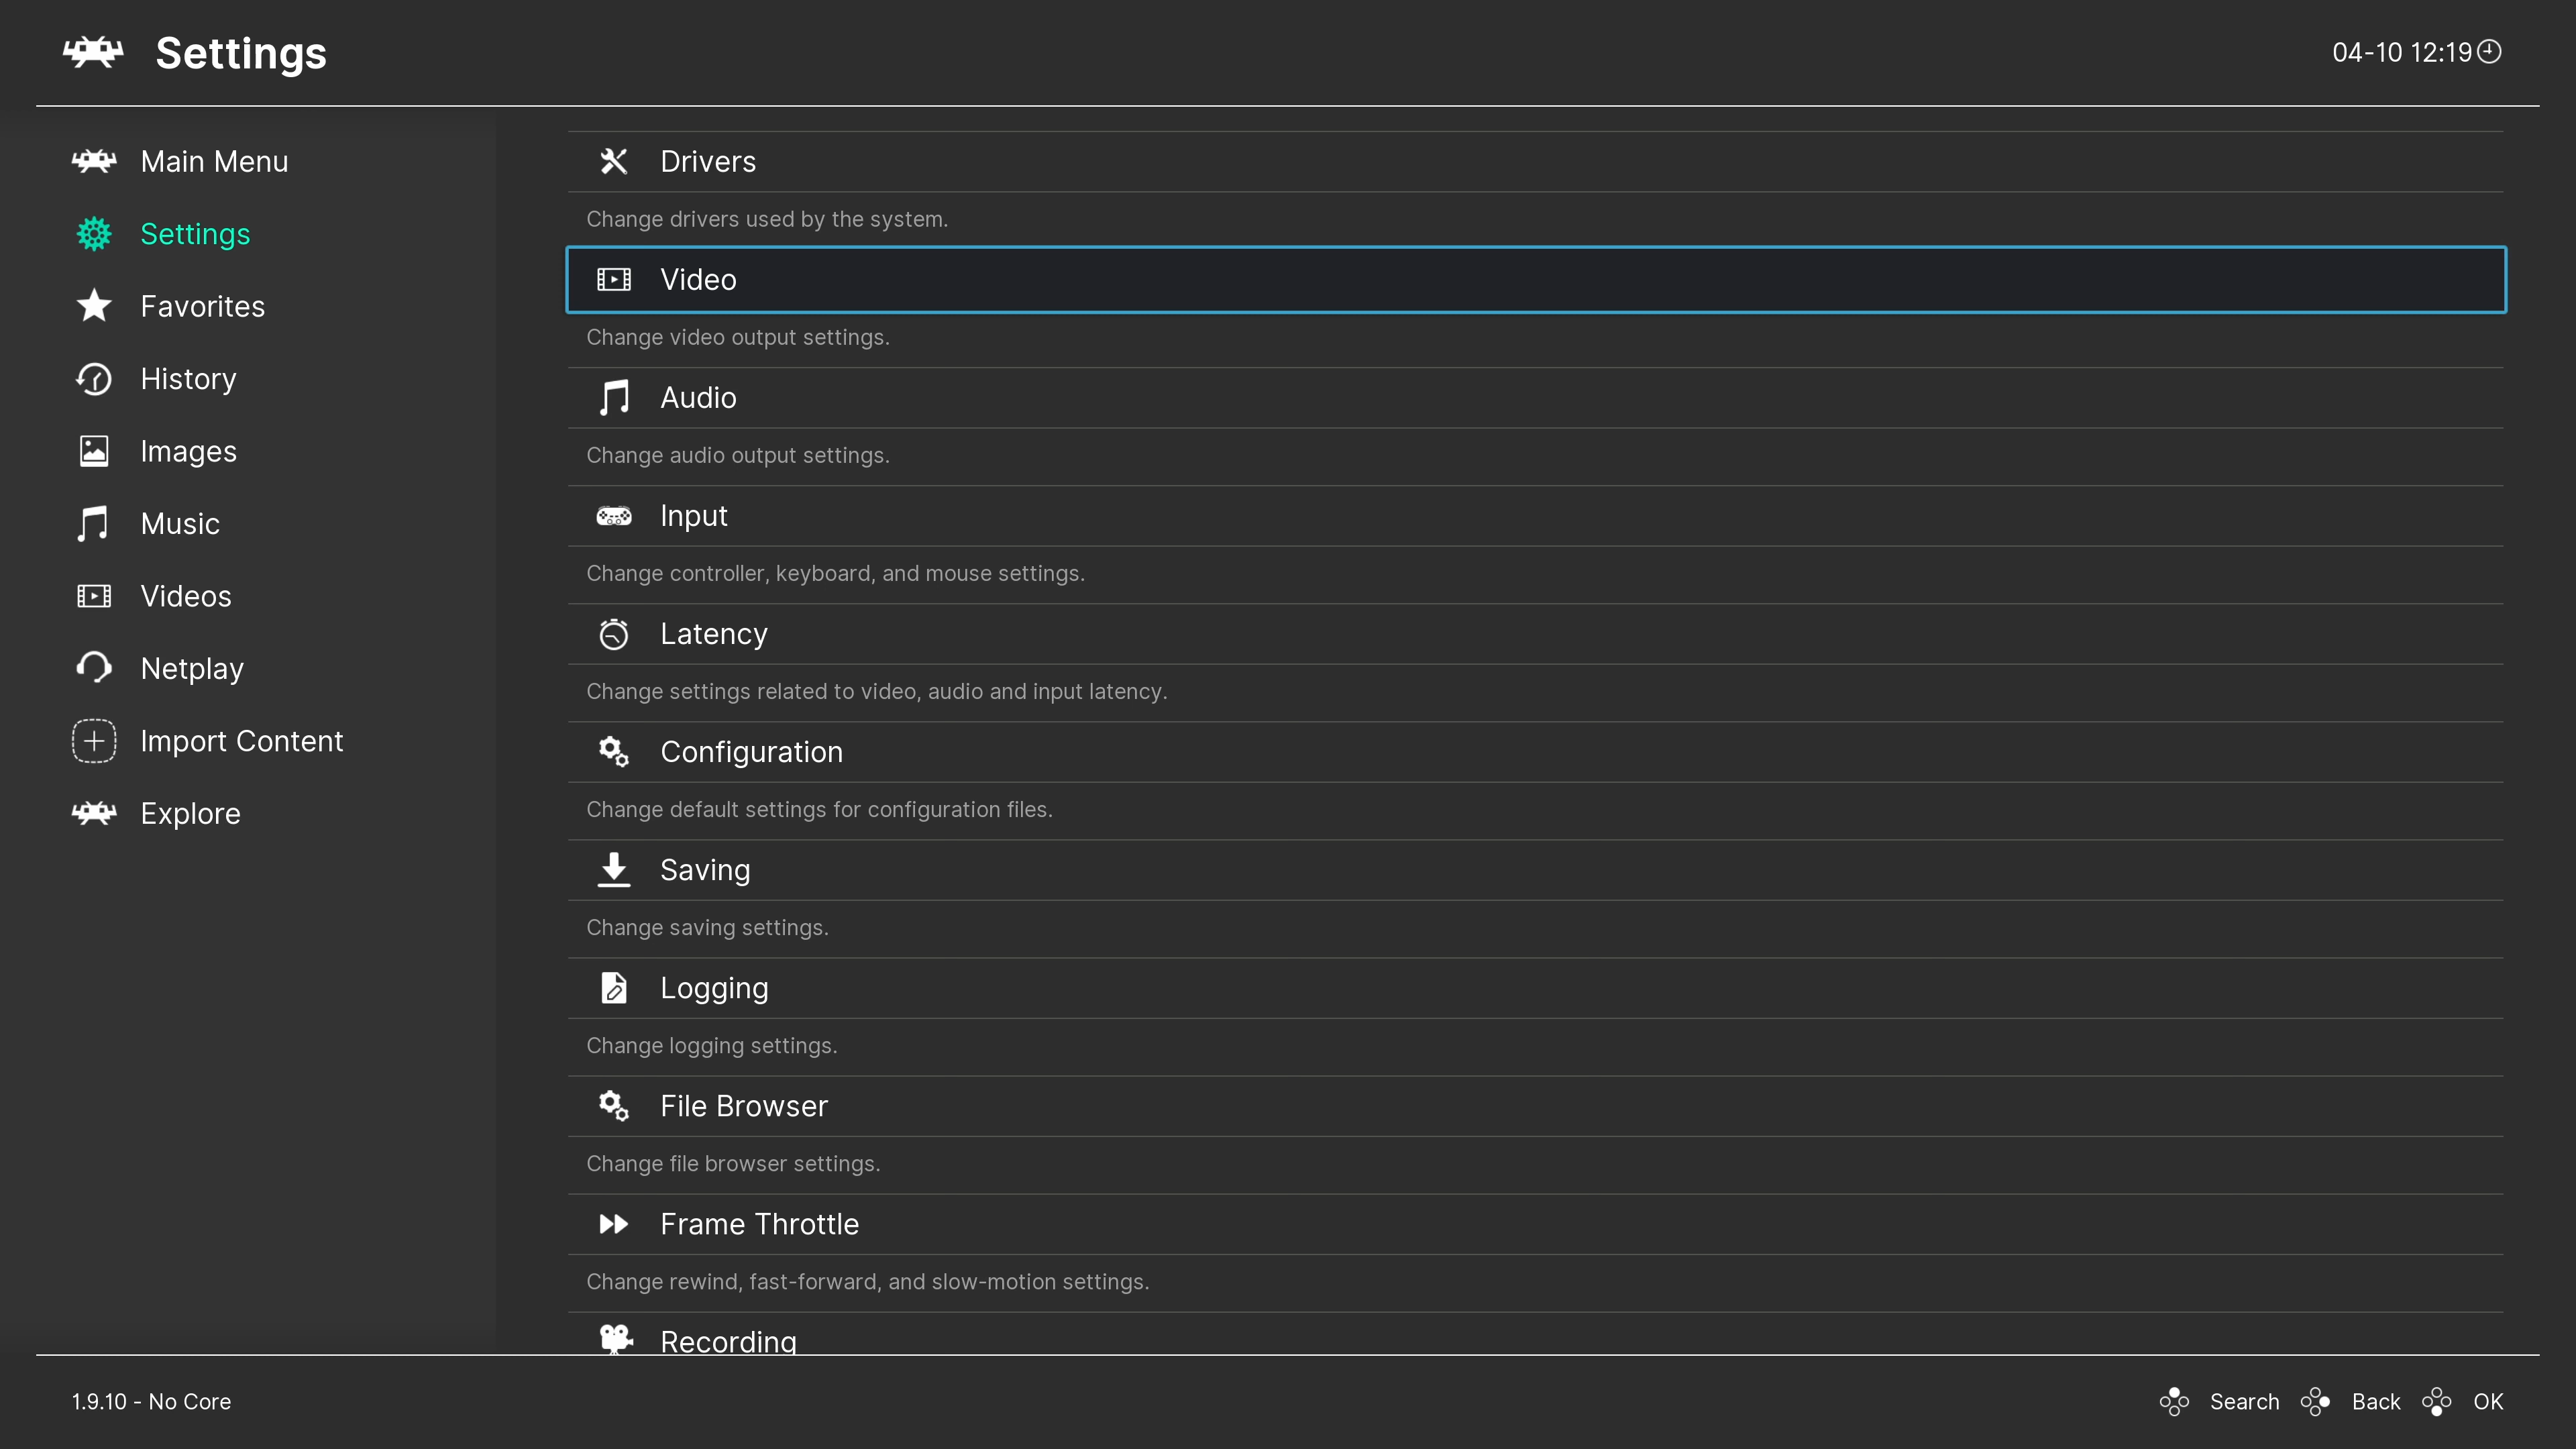 Settings
04-10 12:19
Main Menu
Settings
Favorites
History
Images
Music
Videos
Netplay
Import Content
Explore
Drivers
Change drivers used by the system.
Video
Change video output settings.
Audio
Change audio output settings.
Input
Change controller, keyboard, and mouse settings.
Latency
Change settings related to video, audio and input latency.
Configuration
Change default settings for configuration files.
Saving
Change saving settings.
Logging
Change logging settings.
File Browser
Change file browser settings.
Frame Throttle
Change rewind, fast-forward, and slow-motion settings.
Recording
1.9.10 - No Core
Search Back OK